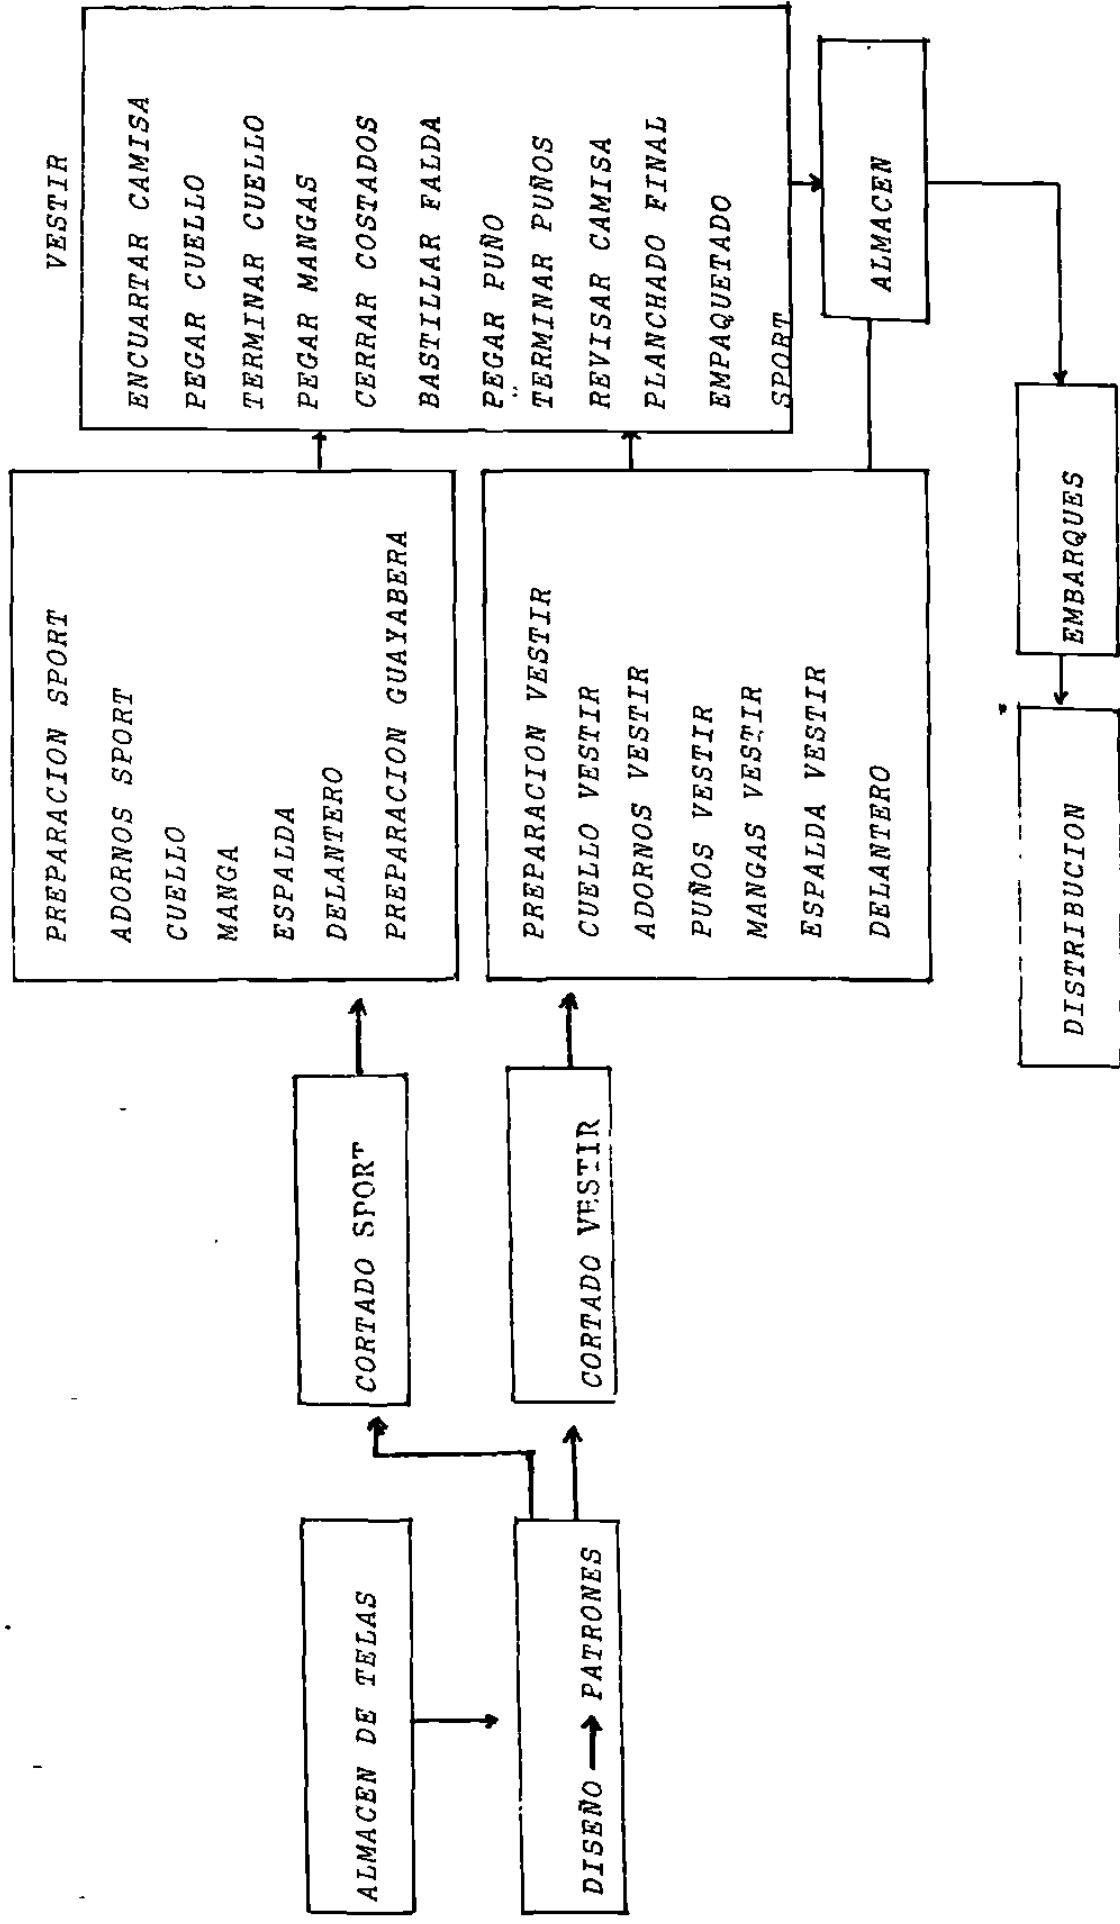 ALMACEN DE TELAS
DISEÑO → PATRONES
CORTADO SPORT
CORTADO VESTIR
PREPARACION SPORT
ADORNOS SPORT
CUELLO
MANGA
ESPALDA
DELANTERO
PREPARACION GUAYABERA
PREPARACION VESTIR
CUELLO VESTIR
ADORNOS VESTIR
PUÑOS VESTIR
MANGAS VESTIR
ESPALDA VESTIR
DELANTERO
VESTIR
ENCUARTAR CAMISA
PEGAR CUELLO
TERMINAR CUELLO
PEGAR MANGAS
CERRAR COSTADOS
BASTILLAR FALDA
PEGAR PUÑO
TERMINAR PUÑOS
REVISAR CAMISA
PLANCHADO FINAL
EMPAQUETADO
SPORT
ALMACEN
EMBARQUES
DISTRIBUCION